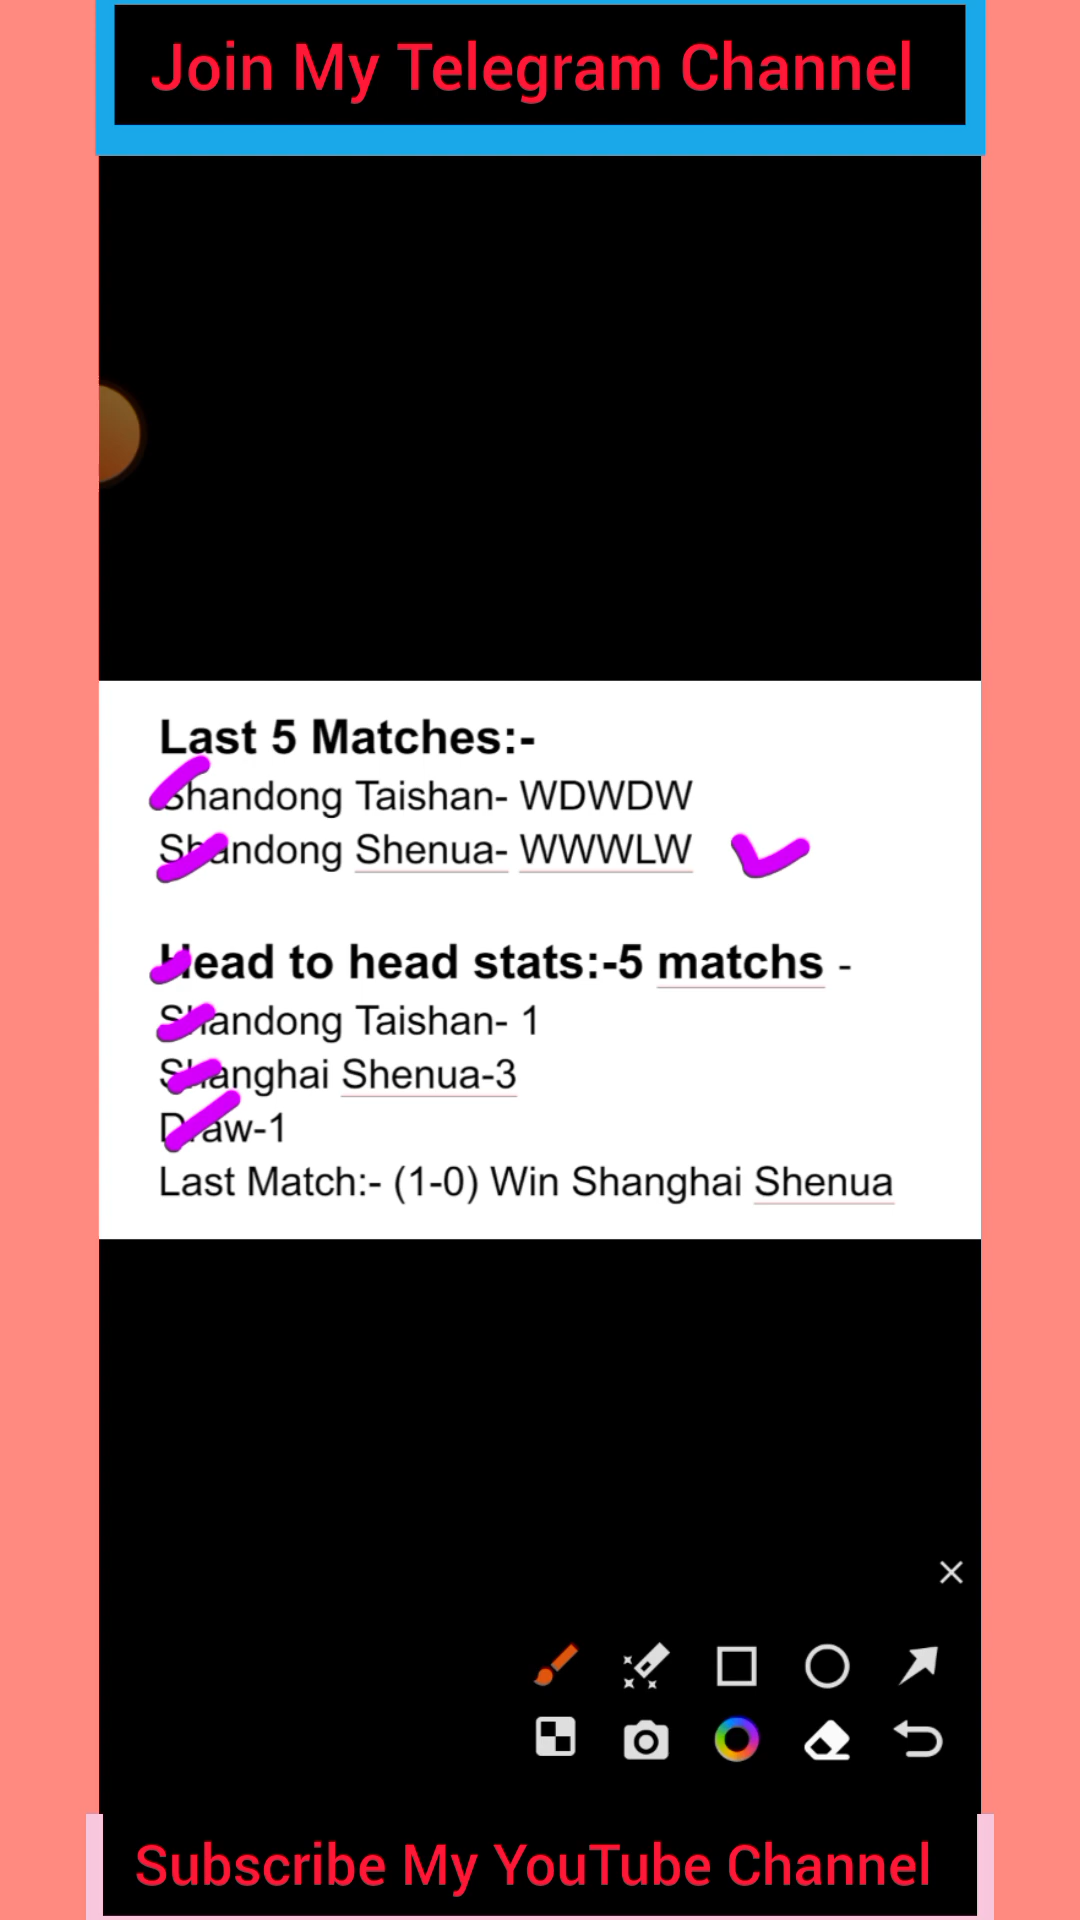 Join My Telegram Channel
Last 5 Matches:-
Shandong Taishan- WDWDW
Shandong Shenua- WWWLW
Head to head stats:-5 matchs -
Shandong Taishan- 1
Shanghai Shenua-3
Draw-1
Last Match:- (1-0) Win Shanghai Shenua
Subscribe My YouTube Channel